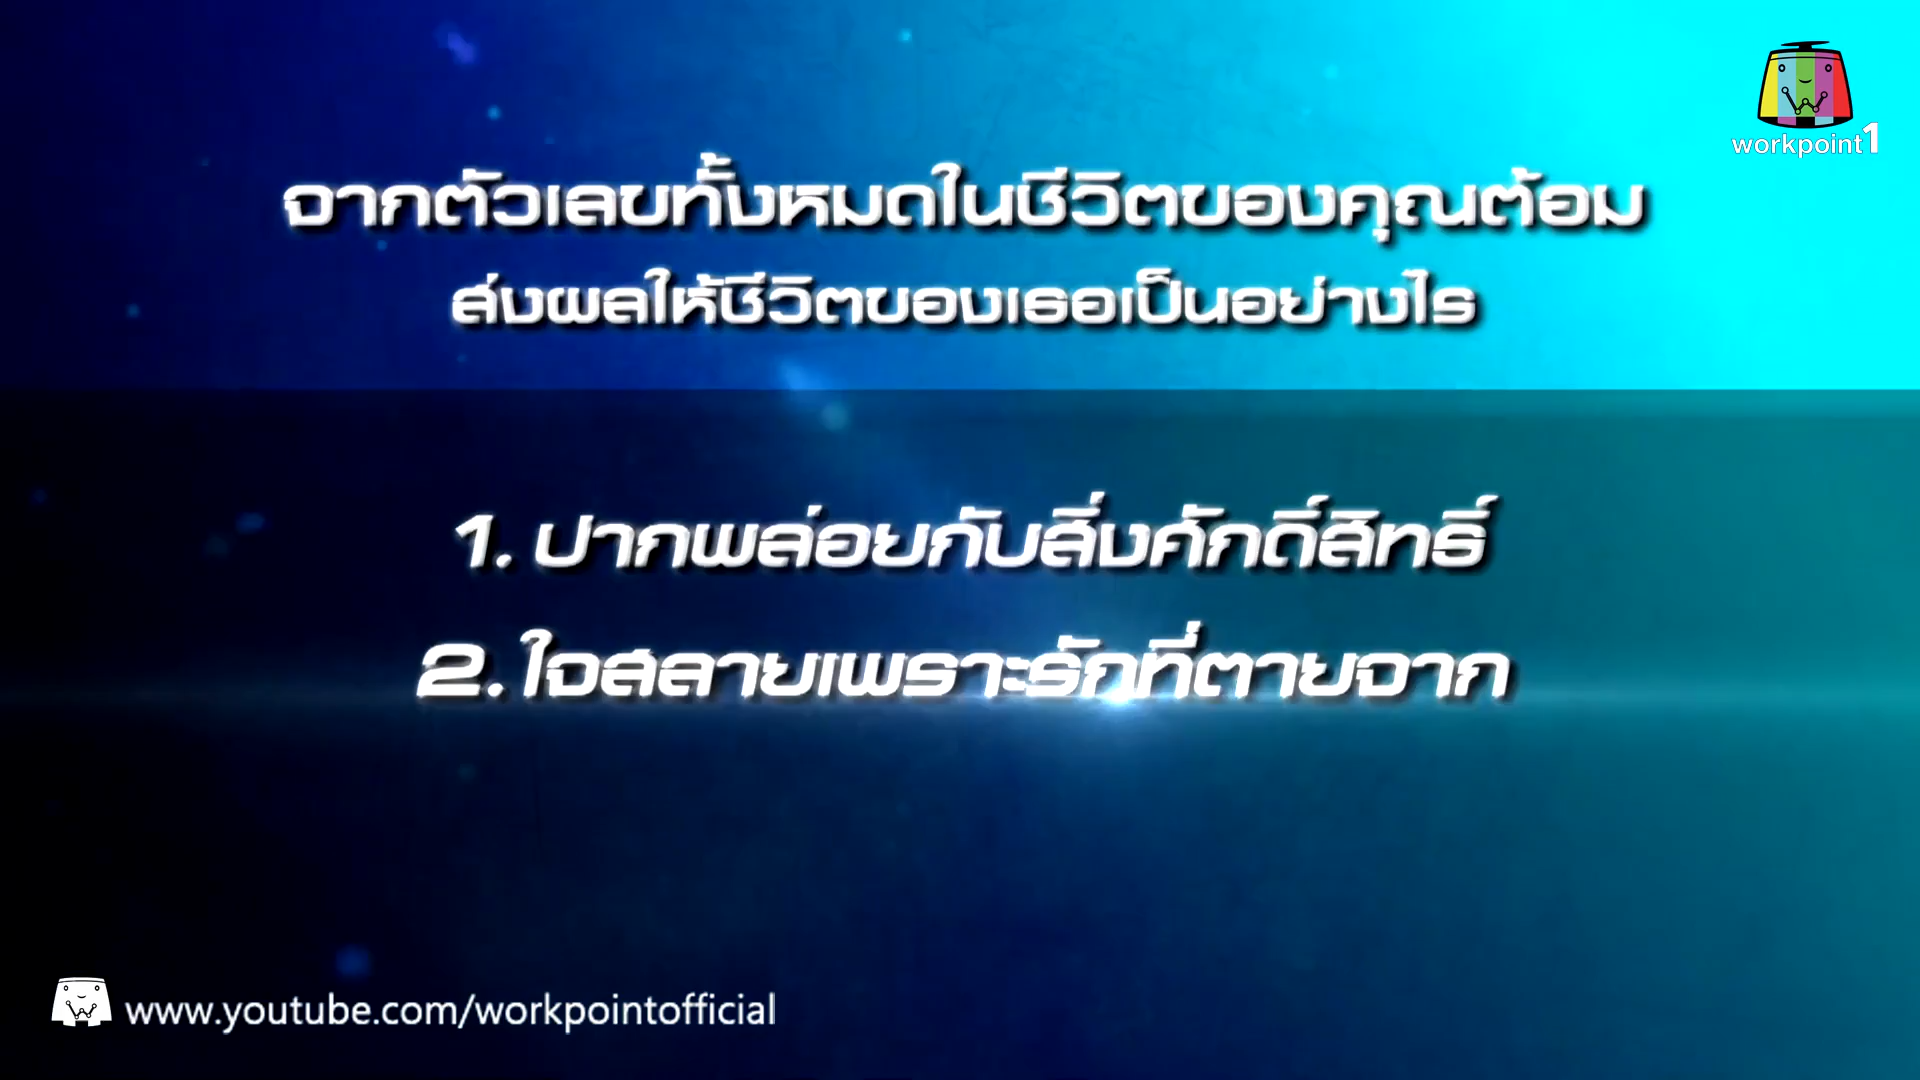 workpoint1
จากตัวเลขทั้งหมดในชีวิตของคุณต้อม
ส่งผลให้ชีวิตของเธอเป็นอย่างไร
1. ปากพล่อยกับสิ่งศักดิ์สิทธิ์
2. ใจสลายเพราะรักที่ตายจาก
www.youtube.com/workpointofficial